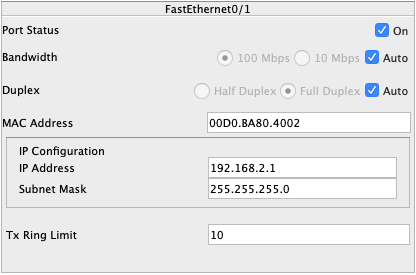 FastEthernet0/1
Port Status On
Bandwidth 100 Mbps 10 Mbps Auto
Duplex Half Duplex Full Duplex Auto
MAC Address 00D0.BA80.4002
IP Configuration
IP Address 192.168.2.1
Subnet Mask 255.255.255.0
Tx Ring Limit 10